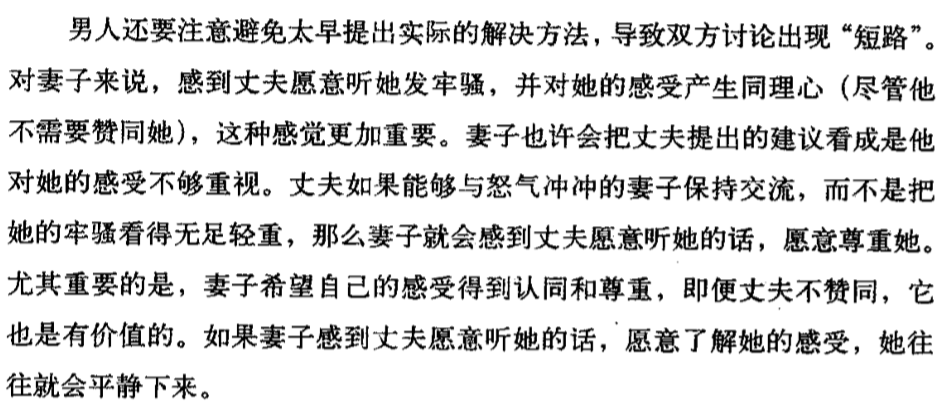 男人还要注意避免太早提出实际的解决方法，导致双方讨论出现“短路”。
对妻子来说，感到丈夫愿意听她发牢骚，并对她的感受产生同理心（尽管他
不需要赞同她），这种感觉更加重要。妻子也许会把丈夫提出的建议看成是他
对她的感受不够重视。丈夫如果能够与怒气冲冲的妻子保持交流，而不是把
她的牢骚看得无足轻重，那么妻子就会感到丈夫愿意听她的话，愿意尊重她。
尤其重要的是，妻子希望自己的感受得到认同和尊重，即便丈夫不赞同，它
也是有价值的。如果妻子感到丈夫愿意听她的话，愿意了解她的感受，她往
往就会平静下来。